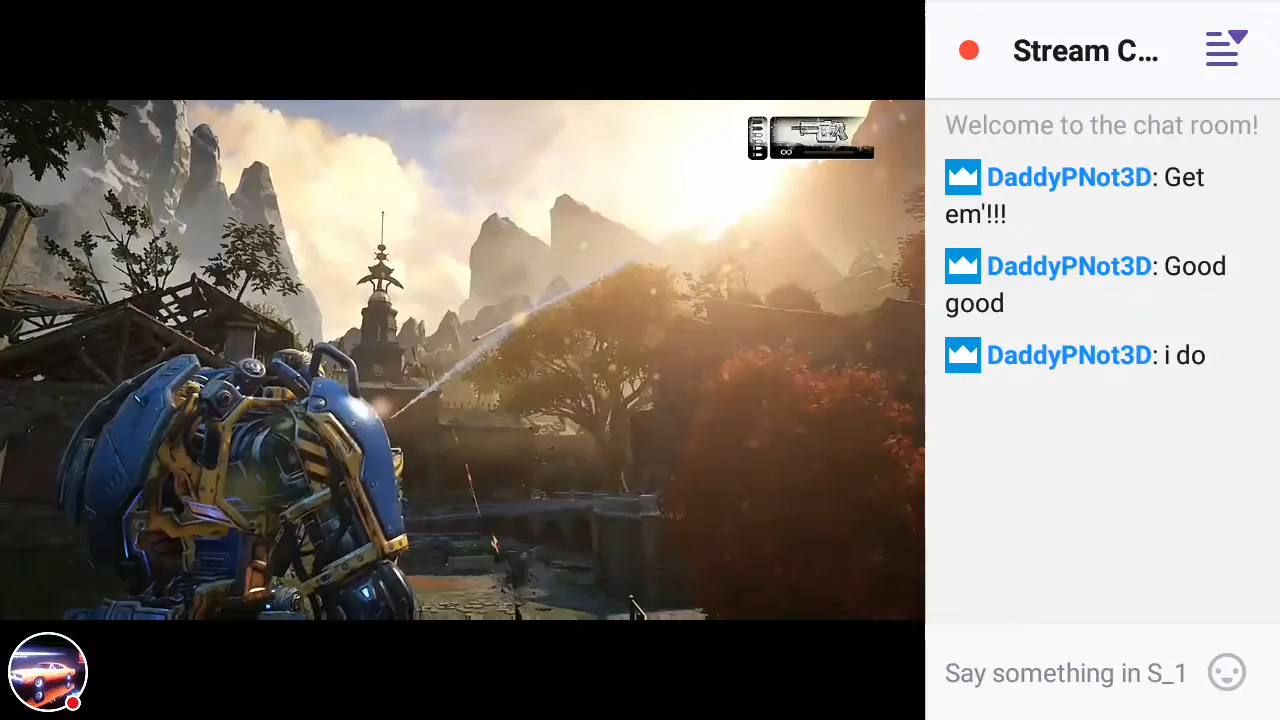 Stream C...
Welcome to the chat room!
DaddyPNot3D: Get
em'!!!
DaddyPNot3D: Good
good
DaddyPNot3D: i do
Say something in S_1
∞